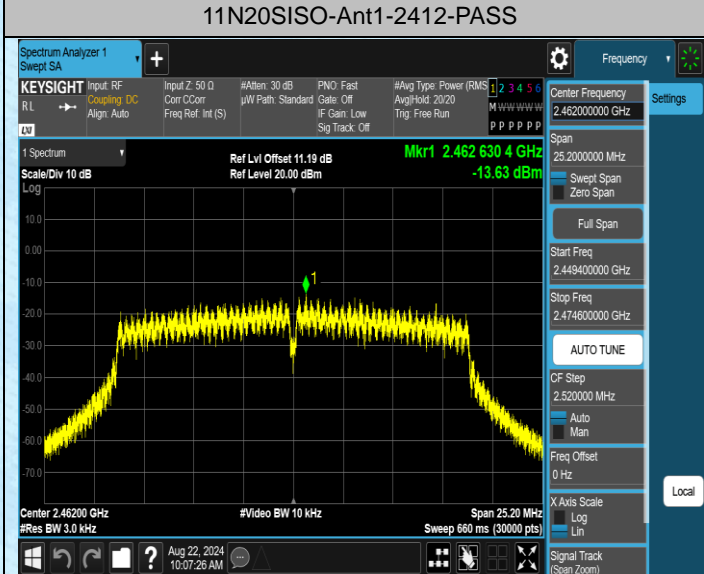 11N20SISO-Ant1-2412-PASS
Spectrum Analyzer 1
Swept SA
+
Frequency
KEYSIGHT
RL
LXI
Input: RF
Coupling: DC
Align: Auto
Input Z: 50 Ω
Corr CCorr
Freq Ref: Int (S)
#Atten: 30 dB
µW Path: Standard
PNO: Fast
Gate: Off
IF Gain: Low
Sig Track: Off
#Avg Type: Power (RMS
Avg|Hold: 20/20
Trig: Free Run
1 2 3 4 5 6
M W W W W W
P P P P P P
1 Spectrum
Scale/Div 10 dB
Log
Ref Lvl Offset 11.19 dB
Ref Level 20.00 dBm
Mkr1 2.462 630 4 GHz
-13.63 dBm
10.0
0.00
-10.0
-20.0
-30.0
-40.0
-50.0
-60.0
-70.0
1
Center 2.46200 GHz
#Res BW 3.0 kHz
#Video BW 10 kHz
Span 25.20 MHz
Sweep 660 ms (30000 pts)
Center Frequency
2.462000000 GHz
Span
25.2000000 MHz
Swept Span
Zero Span
Full Span
Start Freq
2.449400000 GHz
Stop Freq
2.474600000 GHz
AUTO TUNE
CF Step
2.520000 MHz
Auto
Man
Freq Offset
0 Hz
X Axis Scale
Log
Lin
Signal Track
(Span Zoom)
Settings
Local
?
Aug 22, 2024
10:07:26 AM